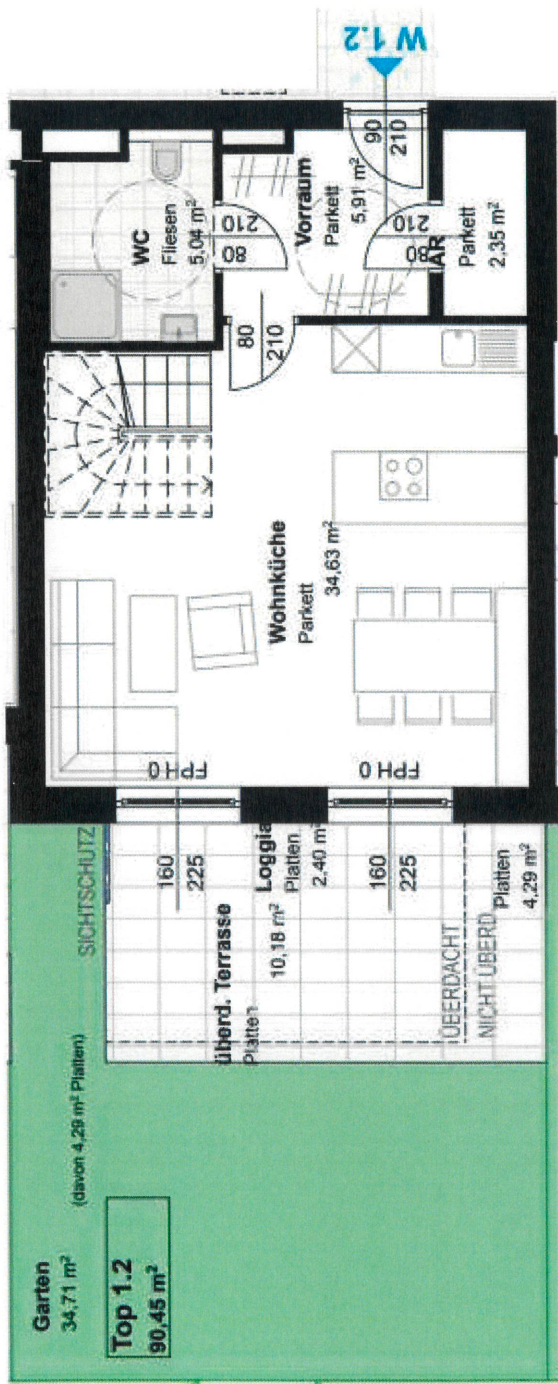 W 1.2
WC
Fliesen
5,04 m²
80
210
Vorraum
Parkett
5,91 m²
90
210
80
210
AR
Parkett
2,35 m²
80
210
Wohnküche
Parkett
34,63 m²
FPH 0
FPH 0
160
225
160
225
SICHTSCHUTZ
Loggia
Platten
2,40 m²
überd. Terrasse
10,18 m²
Platten
ÜBERDACHT
NICHT ÜBERD.
Platten
4,29 m²
Garten
34,71 m²
(davon 4,29 m² Platten)
Top 1.2
90,45 m²